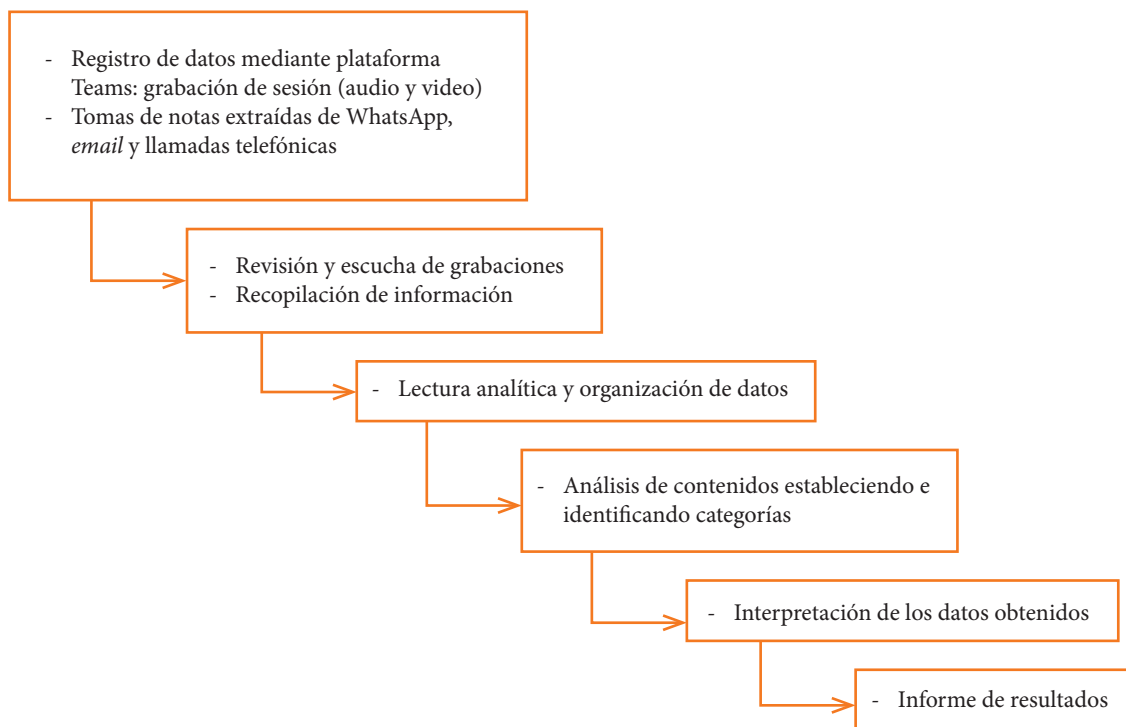 - Registro de datos mediante plataforma
Teams: grabación de sesión (audio y video)
- Tomas de notas extraídas de WhatsApp,
email y llamadas telefónicas
- Revisión y escucha de grabaciones
- Recopilación de información
- Lectura analítica y organización de datos
- Análisis de contenidos estableciendo e
identificando categorías
- Interpretación de los datos obtenidos
- Informe de resultados